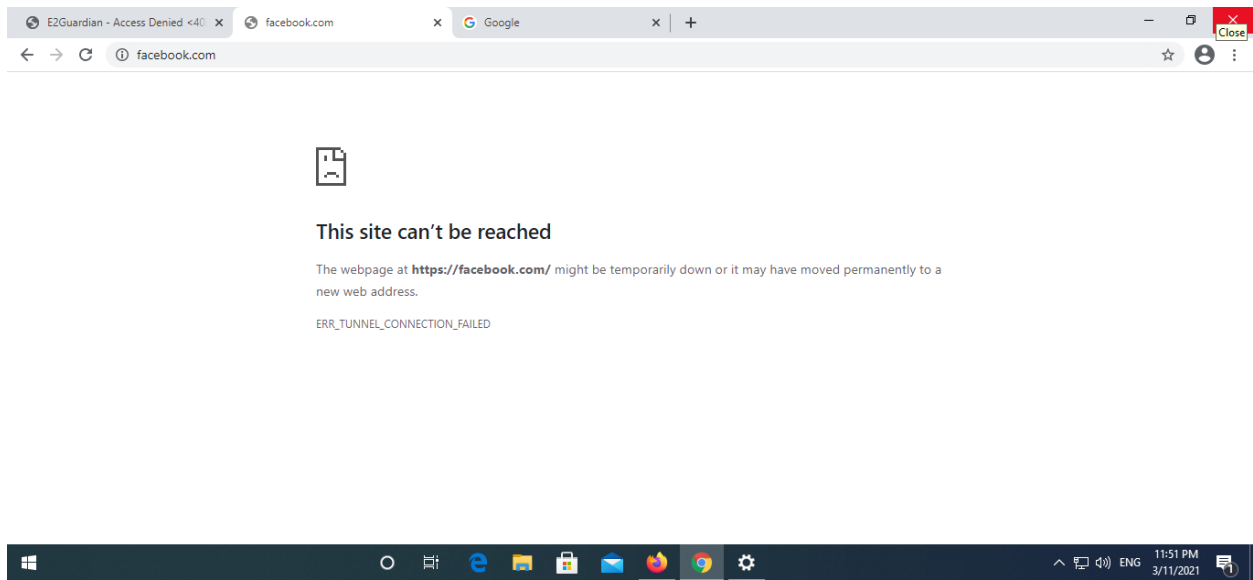 E2Guardian - Access Denied <40
facebook.com
Google
Close
facebook.com
This site can't be reached
The webpage at https://facebook.com/ might be temporarily down or it may have moved permanently to a
new web address.
ERR_TUNNEL_CONNECTION_FAILED
ENG
11:51 PM
3/11/2021
1